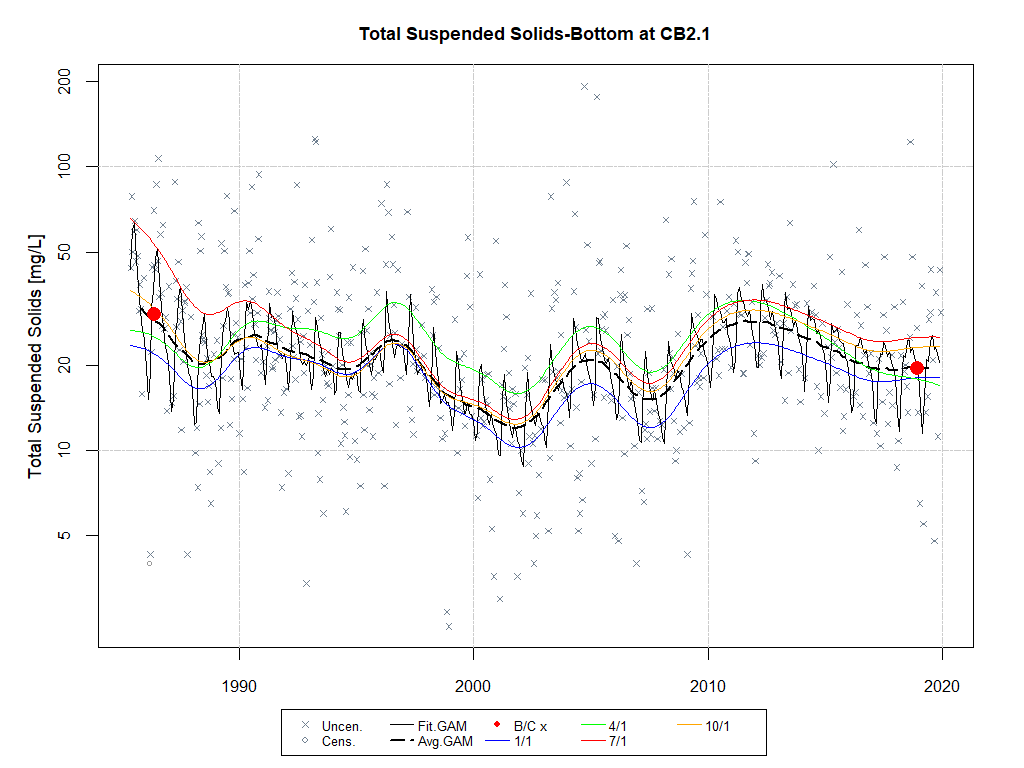 Total Suspended Solids-Bottom at CB2.1
Total Suspended Solids [mg/L]
200
100
50
20
10
5
1990 2000 2010 2020
Uncen. Fit.GAM B/C x 4/1 10/1
Cens. Avg.GAM 1/1 7/1